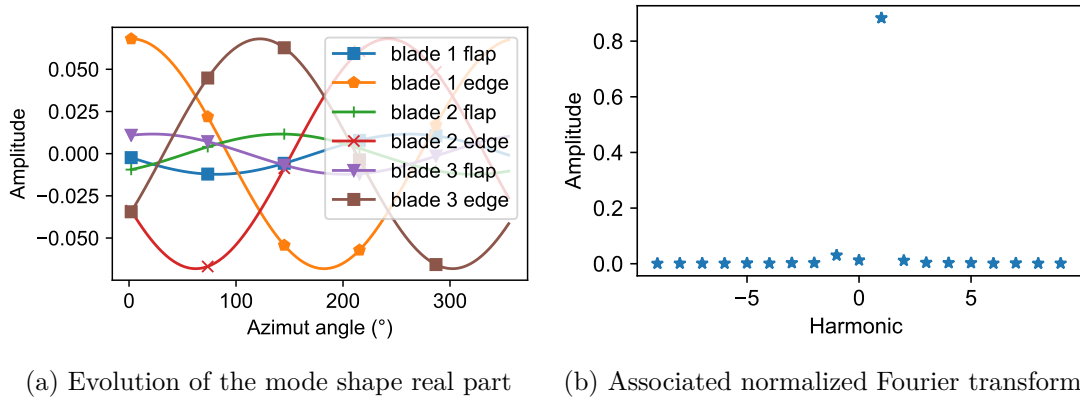 0.050
0.025
0.000
−0.025
−0.050
Amplitude
0
100
200
300
Azimut angle (°)
blade 1 flap
blade 1 edge
blade 2 flap
blade 2 edge
blade 3 flap
blade 3 edge
(a) Evolution of the mode shape real part
0.8
0.6
0.4
0.2
0.0
Amplitude
−5
0
5
Harmonic
(b) Associated normalized Fourier transform